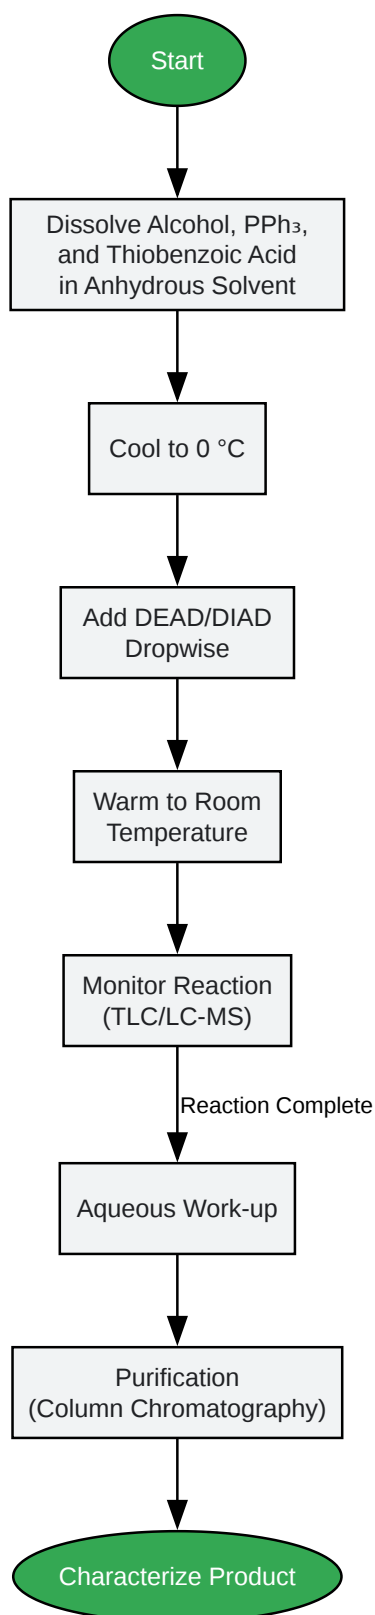 Start
Dissolve Alcohol, PPh₃,
and Thiobenzoic Acid
in Anhydrous Solvent
Cool to 0 °C
Add DEAD/DIAD
Dropwise
Warm to Room
Temperature
Monitor Reaction
(TLC/LC-MS)
Reaction Complete
Aqueous Work-up
Purification
(Column Chromatography)
Characterize Product